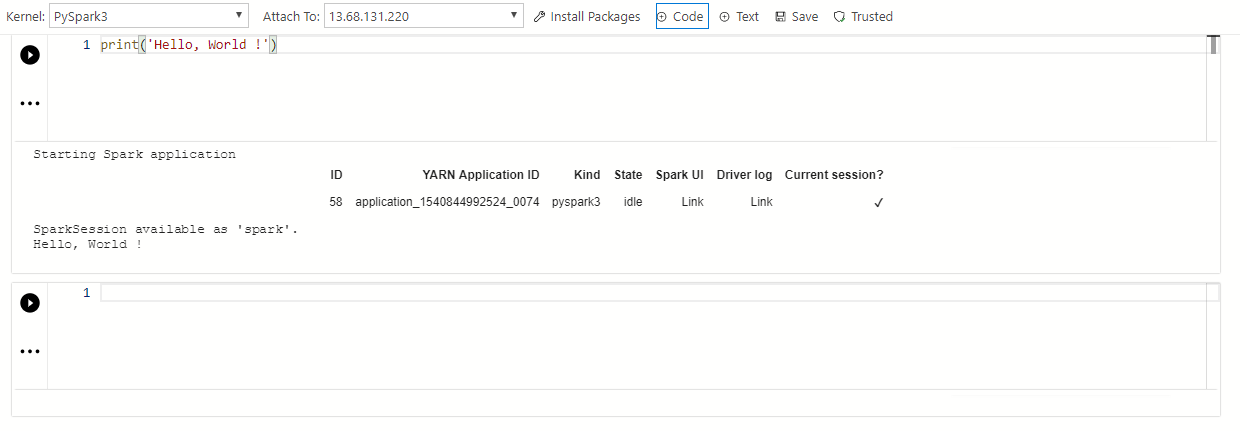 Kernel: PySpark3 Attach To: 13.68.131.220 Install Packages Code Text Save Trusted
1 print('Hello, World !')
Starting Spark application
ID YARN Application ID Kind State Spark UI Driver log Current session?
58 application_1540844992524_0074 pyspark3 idle Link Link ✓
SparkSession available as 'spark'.
Hello, World !
1